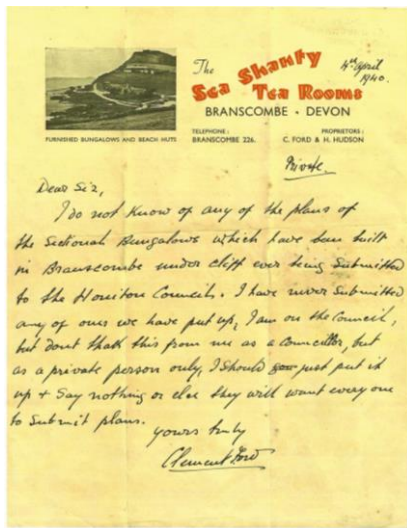 The
Sea Shanty
Tea Rooms
4th April
1940.
BRANSCOMBE • DEVON
FURNISHED BUNGALOWS AND BEACH HUTS
TELEPHONE :
BRANSCOMBE 226.
PROPRIETORS :
C. FORD & H. HUDSON
Private.
Dear Sir,
I do not know of any of the plans of
the Sectional Bungalows which have been built
in Branscombe under cliff ever being Submitted
to the Honiton Council. I have never Submitted
any of ours we have put up, I am on the Council,
but dont this from me as a councillor, but
as a private person only, I should just put it
up + Say nothing or else they will want everyone
to Submit plans.
yours truly
Clement Ford